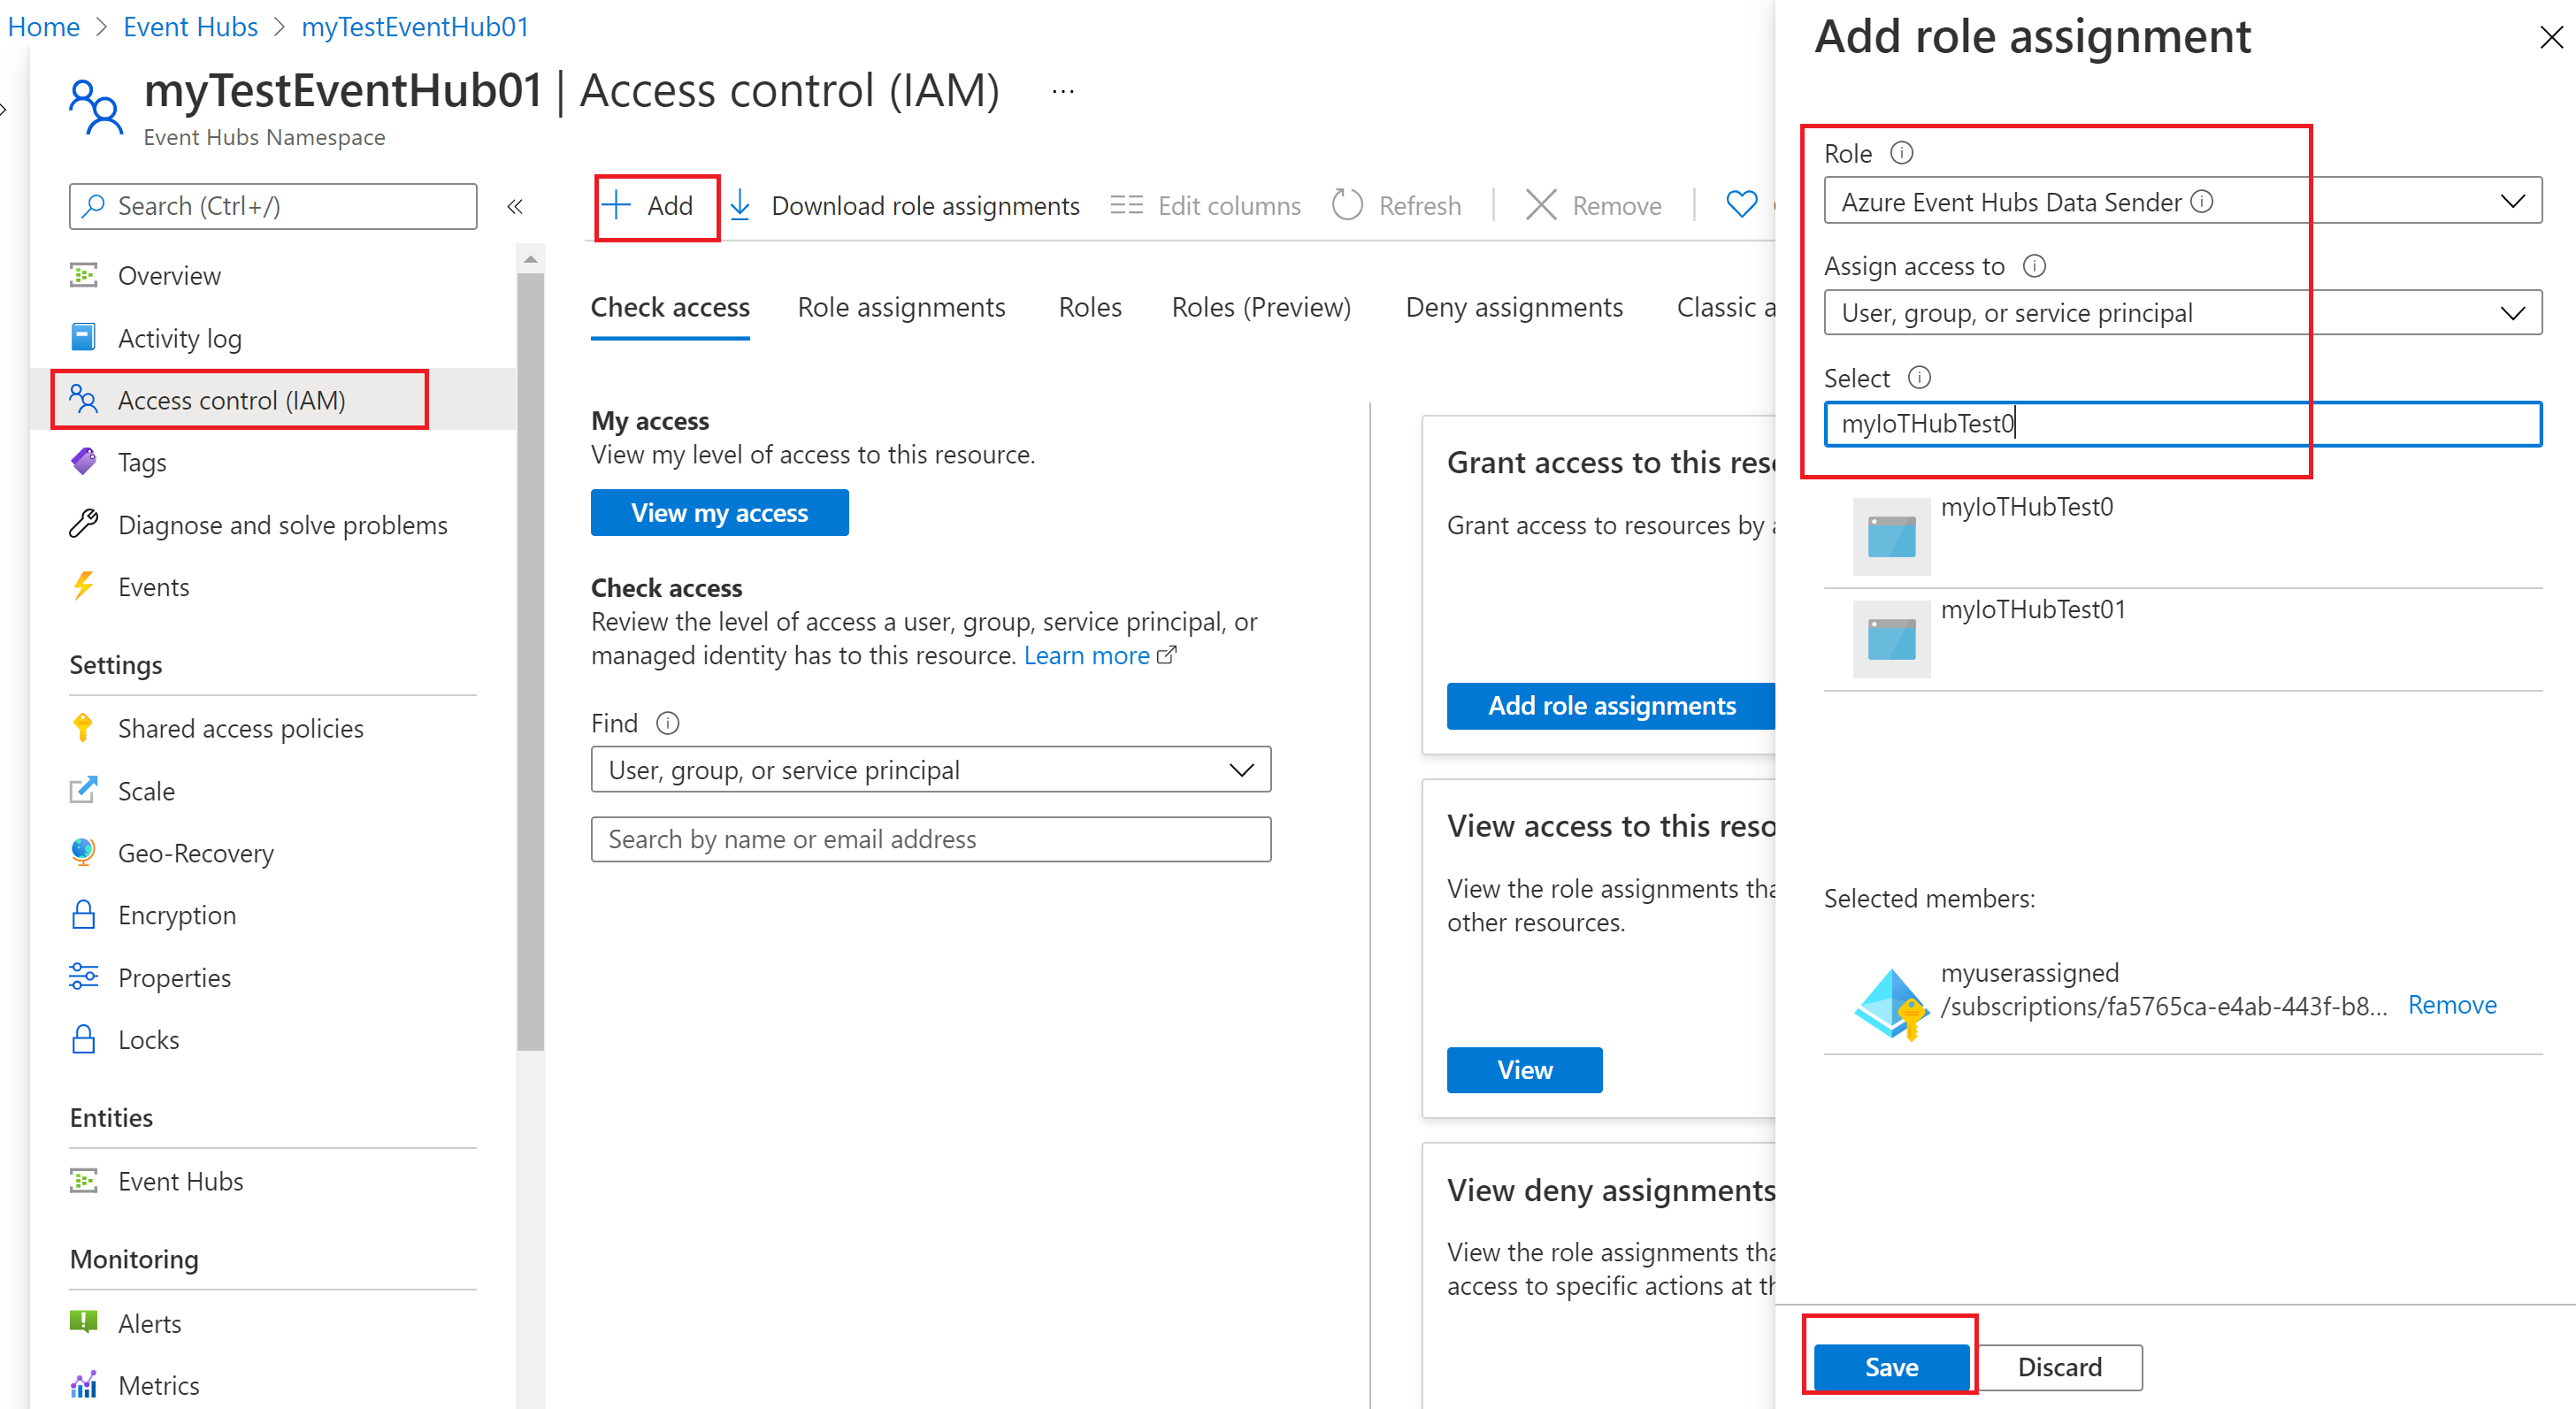 Home > Event Hubs > myTestEventHub01
myTestEventHub01 | Access control (IAM) ...
Event Hubs Namespace
Search (Ctrl+/)
«
Overview
Activity log
Access control (IAM)
Tags
Diagnose and solve problems
Events
Settings
Shared access policies
Scale
Geo-Recovery
Encryption
Properties
Locks
Entities
Event Hubs
Monitoring
Alerts
Metrics
Add
Download role assignments
Edit columns
Refresh
Remove
Check access
Role assignments
Roles
Roles (Preview)
Deny assignments
Classic a
My access
View my level of access to this resource.
View my access
Check access
Review the level of access a user, group, service principal, or
managed identity has to this resource. Learn more
Find
User, group, or service principal
Search by name or email address
Grant access to this res
Grant access to resources by a
Add role assignments
View access to this reso
View the role assignments tha
other resources.
View
View deny assignments
View the role assignments tha
access to specific actions at th
Add role assignment
Role
Azure Event Hubs Data Sender
Assign access to
User, group, or service principal
Select
myIoTHubTest0
myIoTHubTest0
myIoTHubTest01
Selected members:
myuserassigned
/subscriptions/fa5765ca-e4ab-443f-b8... Remove
Save
Discard